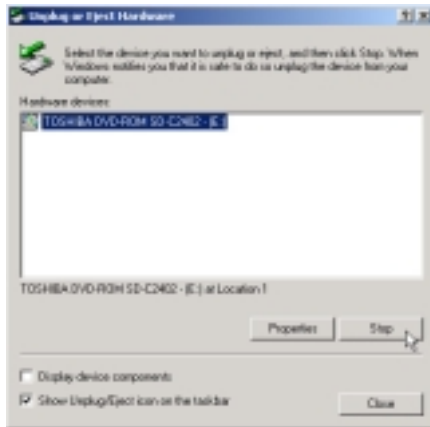 Unplug or Eject Hardware
Select the device you want to unplug or eject, and then click Stop. When
Windows notifies you that it is safe to do so unplug the device from your
computer.
Hardware devices:
TOSHIBA DVD-ROM SD-C2402 - (E:)
TOSHIBA DVD-ROM SD-C2402 - (E:) at Location 1
Properties
Stop
Display device components
Show Unplug/Eject icon on the taskbar
Close